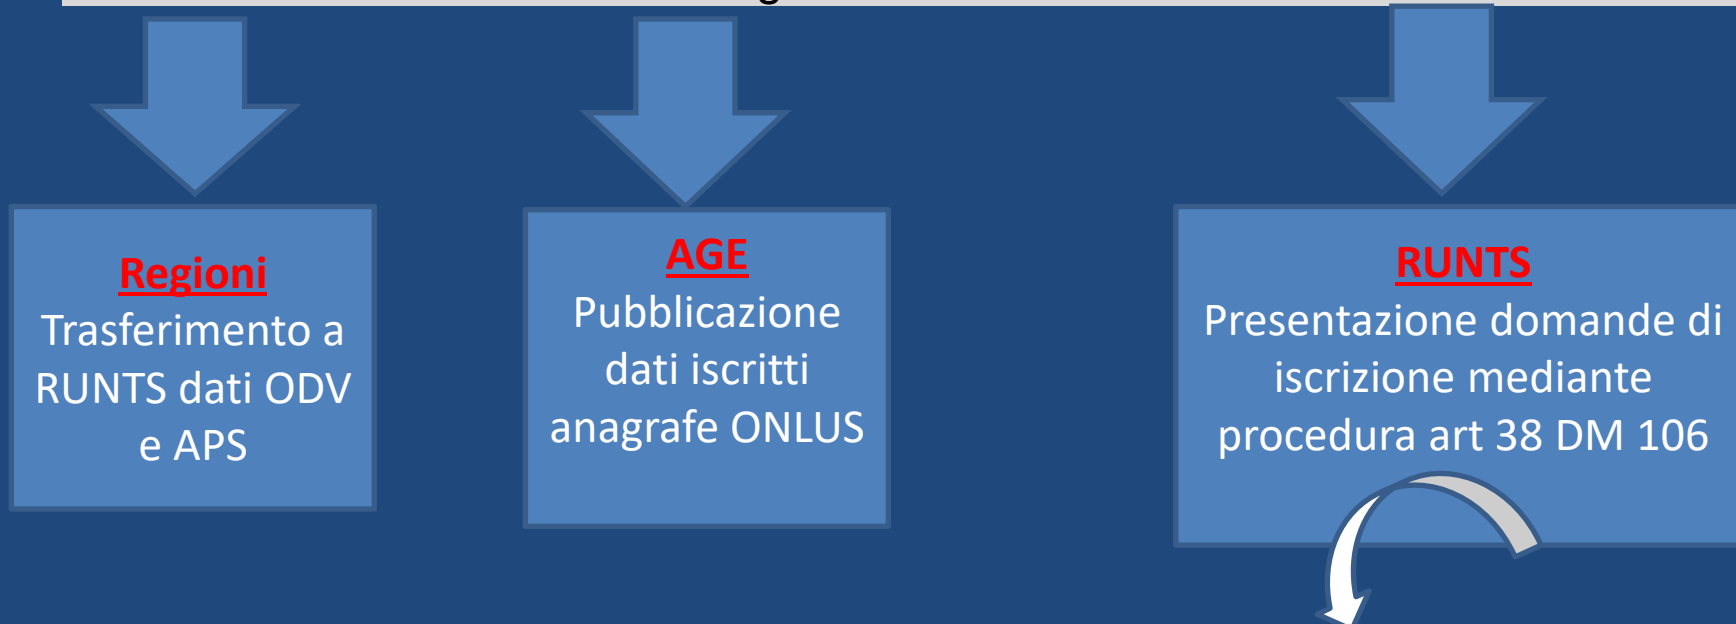 Regioni
Trasferimento a
RUNTS dati ODV
e APS
AGE
Pubblicazione
dati iscritti
anagrafe ONLUS
RUNTS
Presentazione domande di
iscrizione mediante
procedura art 38 DM 106